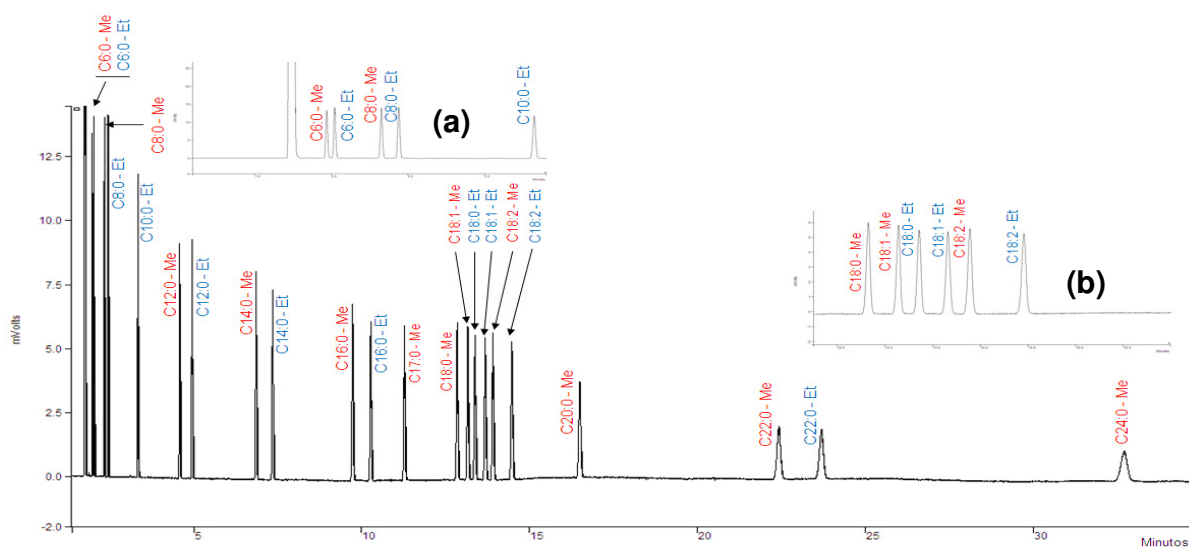 C6:0 - Me
C6:0 - Et
C8:0 - Me
C8:0 - Et
C10:0 - Et
C12:0 - Me
C12:0 - Et
C14:0 - Me
C14:0 - Et
C16:0 - Me
C16:0 - Et
C17:0 - Me
C18:0 - Me
C18:1 - Me
C18:0 - Et
C18:1 - Et
C18:2 - Me
C18:2 - Et
C20:0 - Me
C22:0 - Me
C22:0 - Et
C24:0 - Me
(a)
C6:0 - Me
C6:0 - Et
C8:0 - Me
C8:0 - Et
C10:0 - Et
Minutos
(b)
C18:0 - Me
C18:1 - Me
C18:0 - Et
C18:1 - Et
C18:2 - Me
C18:2 - Et
Minutos
mVolts
12.5
10.0
7.5
5.0
2.5
0.0
-2.0
5
10
15
20
25
30
Minutos